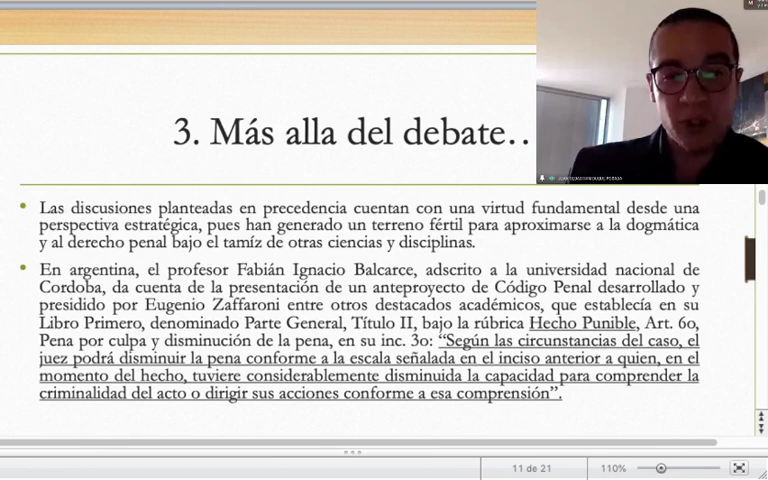 3. Más alla del debate..
Las discusiones planteadas en precedencia cuentan con una virtud fundamental desde una
perspectiva estratégica, pues han generado un terreno fértil para aproximarse a la dogmática
y al derecho penal bajo el tamíz de otras ciencias y disciplinas.
En argentina, el profesor Fabián Ignacio Balcarce, adscrito a la universidad nacional de
Cordoba, da cuenta de la presentación de un anteproyecto de Código Penal desarrollado y
presidido por Eugenio Zaffaroni entre otros destacados académicos, que establecía en su
Libro Primero, denominado Parte General, Título II, bajo la rúbrica Hecho Punible, Art. 6o,
Pena por culpa y disminución de la pena, en su inc. 3o: “Según las circunstancias del caso, el
juez podrá disminuir la pena conforme a la escala señalada en el inciso anterior a quien, en el
momento del hecho, tuviere considerablemente disminuida la capacidad para comprender la
criminalidad del acto o dirigir sus acciones conforme a esa comprensión”.
11 de 21
110%